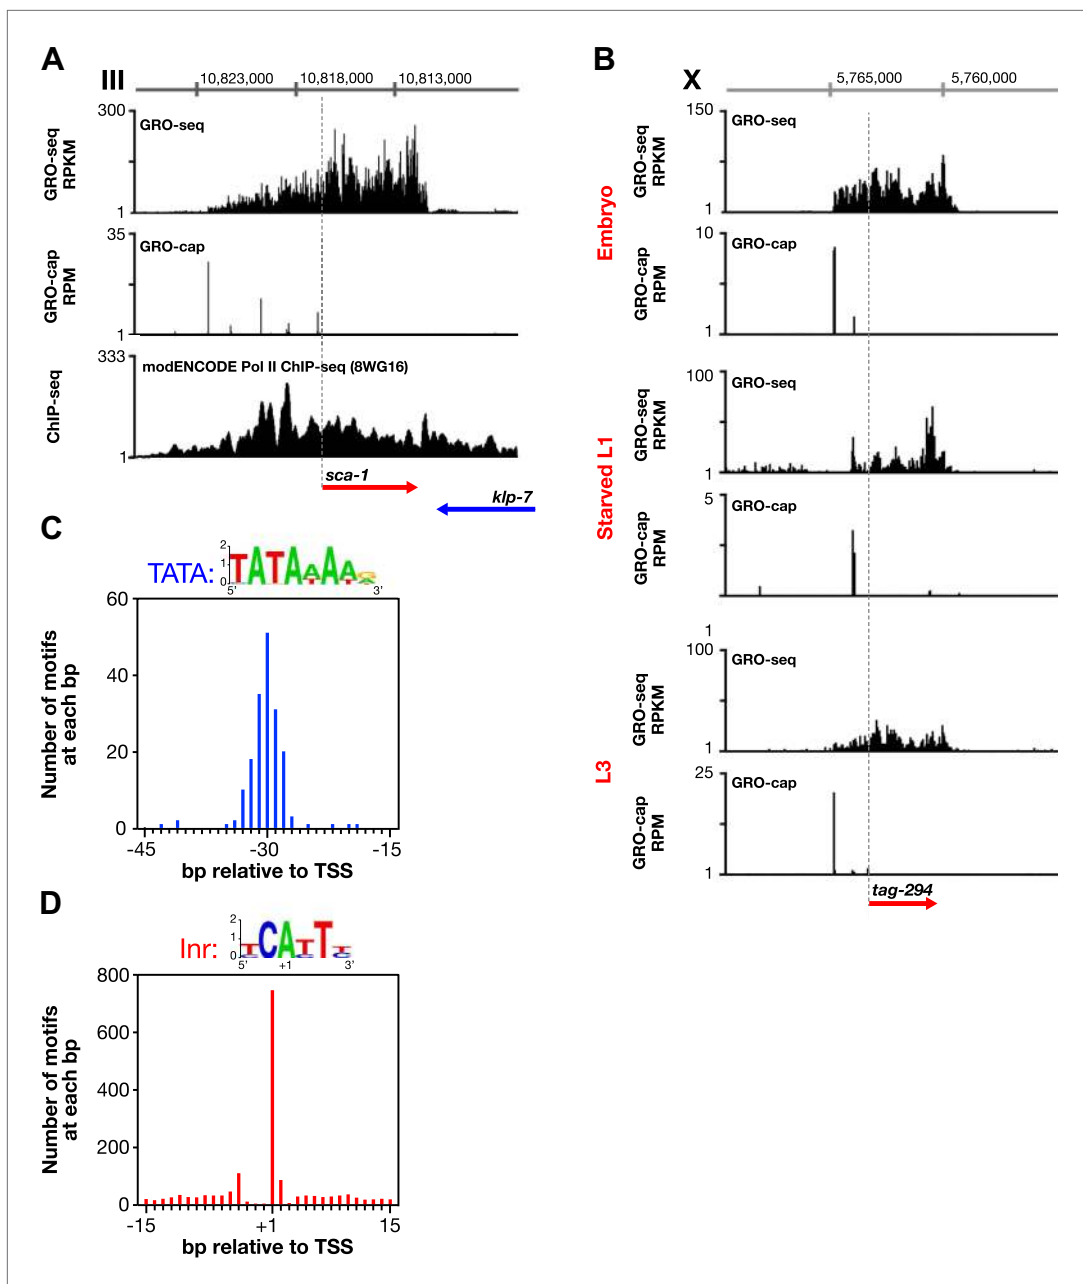 A
III
10,823,000
10,818,000
10,813,000
300
GRO-seq
GRO-seq
RPKM
1
35
GRO-cap
GRO-cap
RPM
1
333
modENCODE Pol II ChIP-seq (8WG16)
ChIP-seq
1
sca-1
klp-7
B
X
5,765,000
5,760,000
Embryo
150
GRO-seq
GRO-seq
RPKM
1
10
GRO-cap
GRO-cap
RPM
1
Starved L1
100
GRO-seq
GRO-seq
RPKM
1
5
GRO-cap
GRO-cap
RPM
1
L3
100
GRO-seq
GRO-seq
RPKM
1
25
GRO-cap
GRO-cap
RPM
1
tag-294
C
TATA:
2
1
0
TATAAAAG
5'
3'
Number of motifs
at each bp
60
40
20
0
-45
-30
-15
bp relative to TSS
D
Inr:
2
1
0
TCATTT
5'
+1
3'
Number of motifs
at each bp
800
600
400
200
0
-15
+1
15
bp relative to TSS